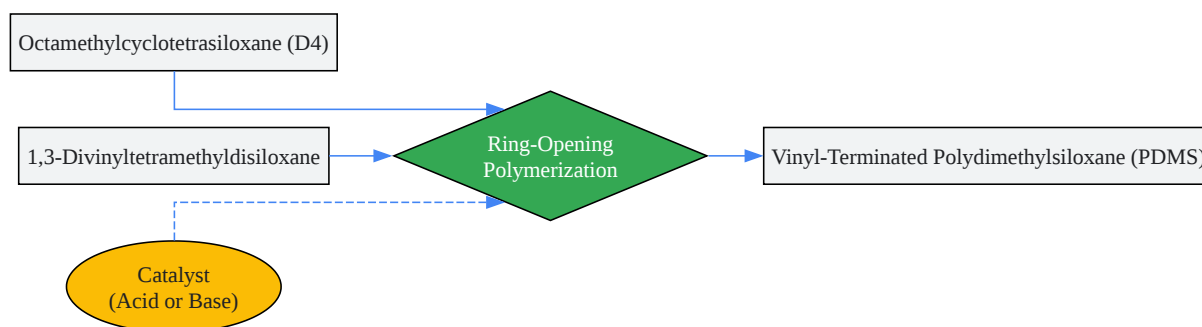 Octamethylcyclotetrasiloxane (D4)
1,3-Divinyltetramethyldisiloxane
Ring-Opening
Polymerization
Vinyl-Terminated Polydimethylsiloxane (PDMS)
Catalyst
(Acid or Base)